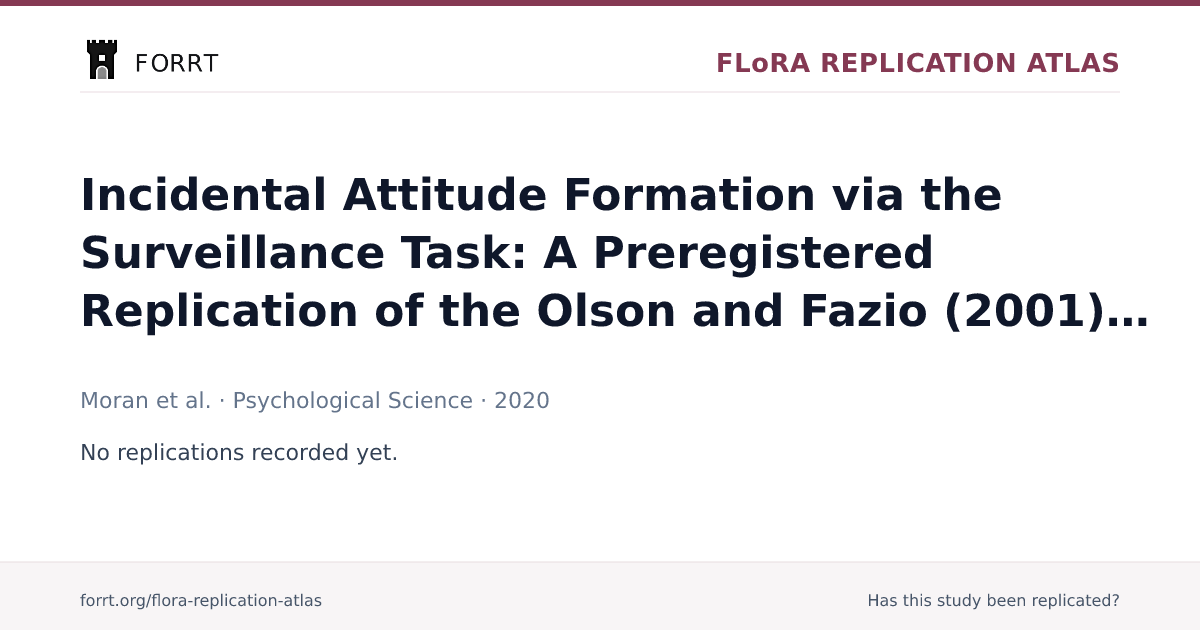 FORRT
FLoRA REPLICATION ATLAS
Incidental Attitude Formation via the
Surveillance Task: A Preregistered
Replication of the Olson and Fazio (2001)…
Moran et al. · Psychological Science · 2020
No replications recorded yet.
forrt.org/flora-replication-atlas
Has this study been replicated?